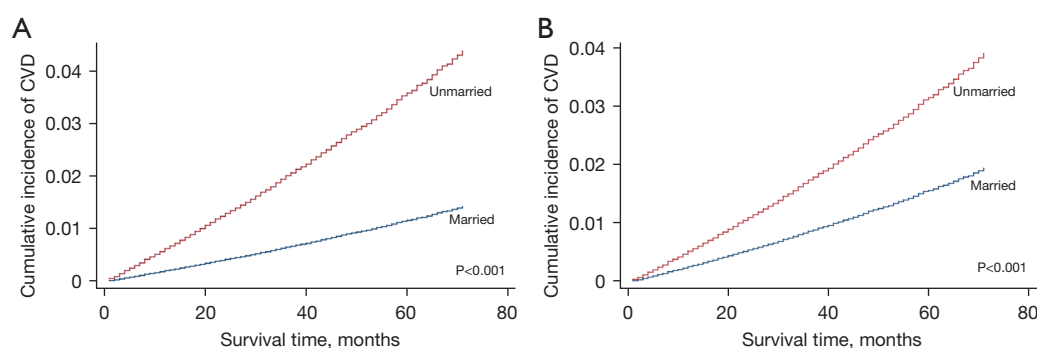 A
Cumulative incidence of CVD
0.04
0.03
0.02
0.01
0
Unmarried
Married
P<0.001
0 20 40 60 80
Survival time, months
B
Cumulative incidence of CVD
0.04
0.03
0.02
0.01
0
Unmarried
Married
P<0.001
0 20 40 60 80
Survival time, months